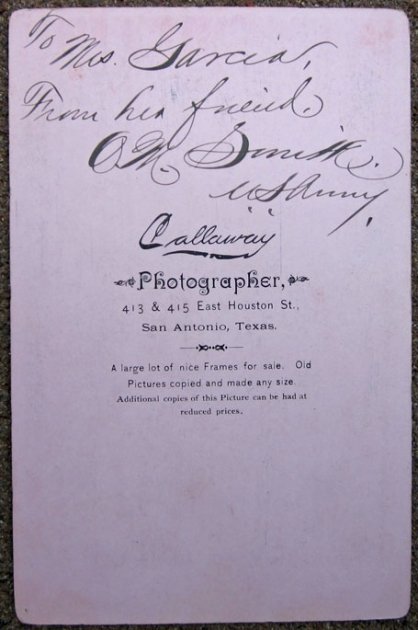 To Mrs. Garcia,
From her friend.
O M. Smith.
U.S. Army,
Callaway
Photographer,
413 & 415 East Houston St.,
San Antonio, Texas.
A large lot of nice Frames for sale. Old
Pictures copied and made any size
Additional copies of this Picture can be had at
reduced prices.